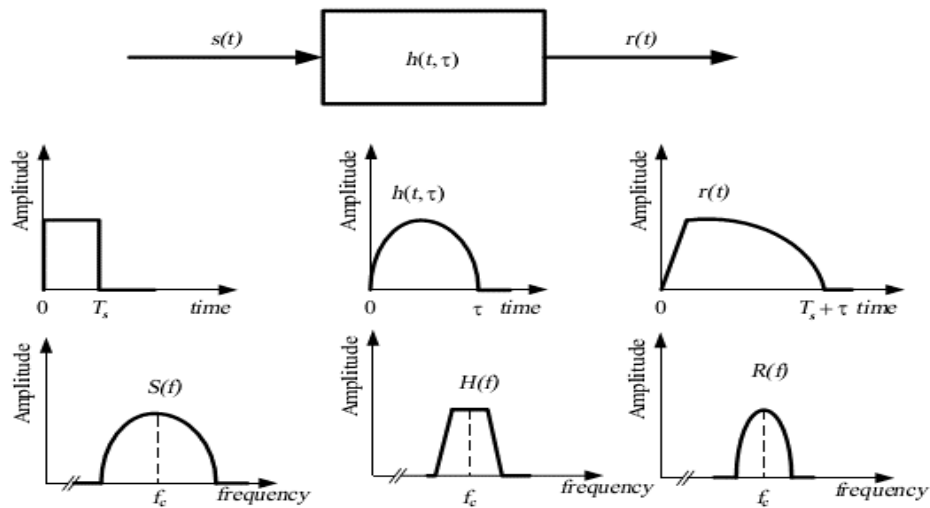 s(t)
h(t, τ)
r(t)
Amplitude
0
T_s
time
Amplitude
h(t, τ)
0
τ
time
Amplitude
r(t)
0
T_s + τ
time
Amplitude
S(f)
f_c
frequency
Amplitude
H(f)
f_c
frequency
Amplitude
R(f)
f_c
frequency